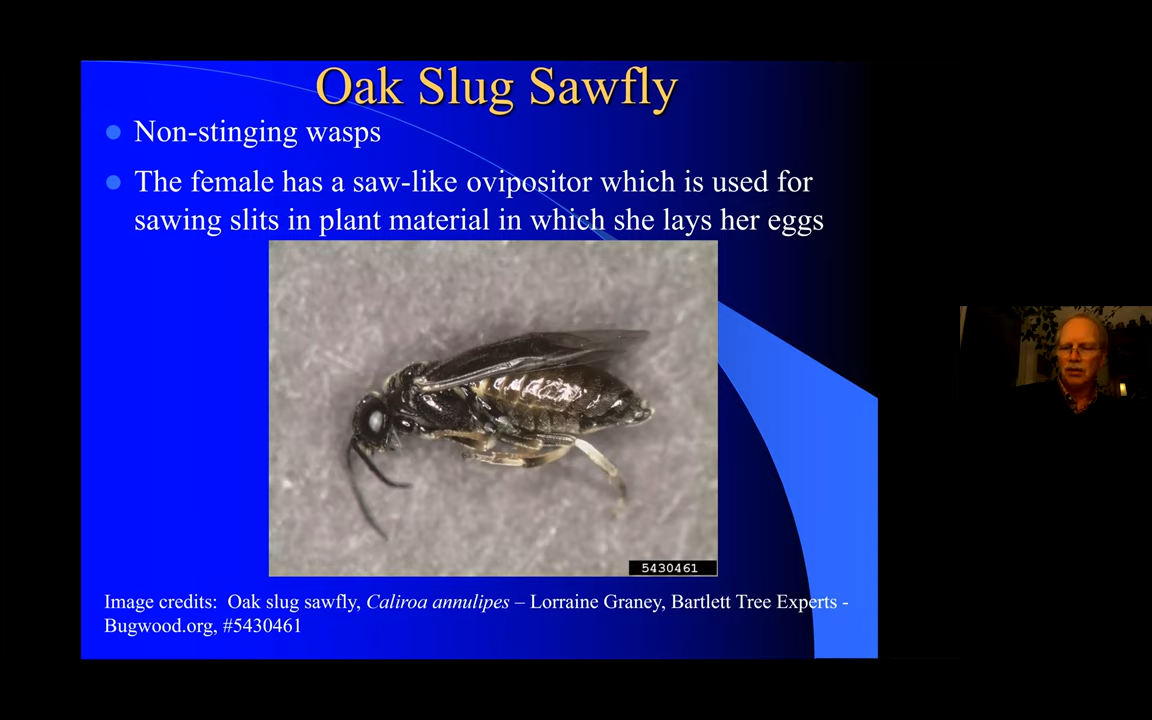 Oak Slug Sawfly
Non-stinging wasps
The female has a saw-like ovipositor which is used for
sawing slits in plant material in which she lays her eggs
5430461
Image credits: Oak slug sawfly, Caliroa annulipes – Lorraine Graney, Bartlett Tree Experts -
Bugwood.org, #5430461